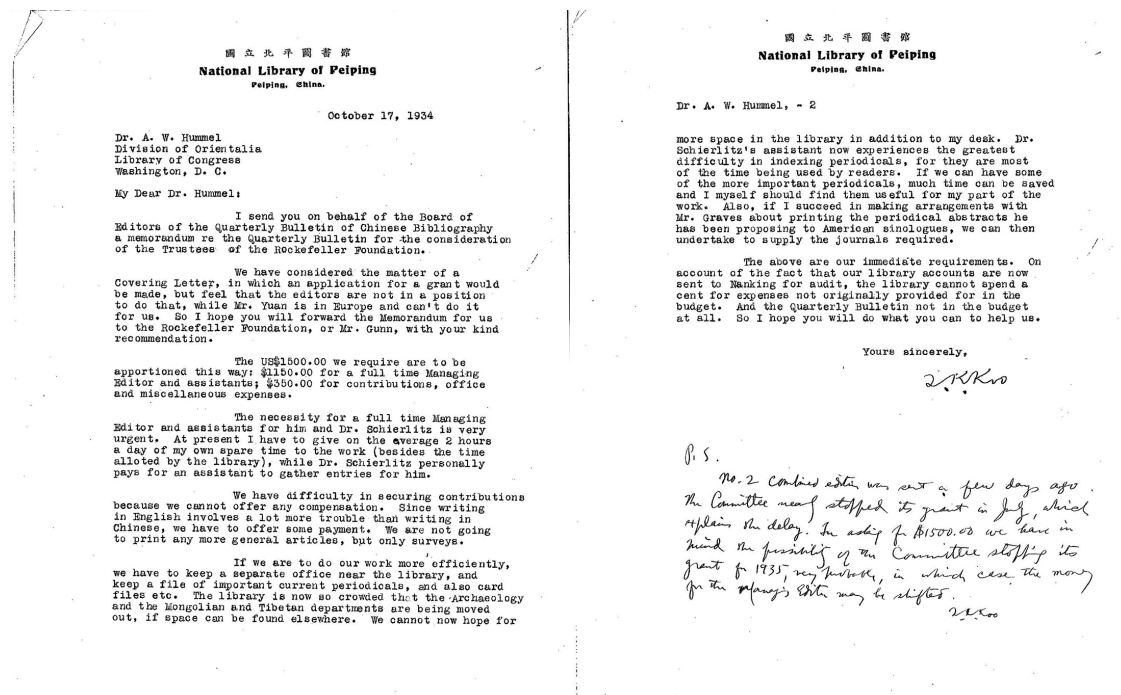 國立北平圖書館
National Library of Peiping
Peiping, China.
October 17, 1934
Dr. A. W. Hummel
Division of Orientalia
Library of Congress
Washington, D. C.
My Dear Dr. Hummel:
I send you on behalf of the Board of
Editors of the Quarterly Bulletin of Chinese Bibliography
a memorandum re the Quarterly Bulletin for the consideration
of the Trustees of the Rockefeller Foundation.
We have considered the matter of a
Covering Letter, in which an application for a grant would
be made, but feel that the editors are not in a position
to do that, while Mr. Yuan is in Europe and can't do it
for us. So I hope you will forward the Memorandum for us
to the Rockefeller Foundation, or Mr. Gunn, with your kind
recommendation.
The US$1500.00 we require are to be
apportioned this way: $1150.00 for a full time Managing
Editor and assistants; $350.00 for contributions, office
and miscellaneous expenses.
The necessity for a full time Managing
Editor and assistants for him and Dr. Schierlitz is very
urgent. At present I have to give on the average 2 hours
a day of my own spare time to the work (besides the time
alloted by the library), while Dr. Schierlitz personally
pays for an assistant to gather entries for him.
We have difficulty in securing contributions
because we cannot offer any compensation. Since writing
in English involves a lot more trouble than writing in
Chinese, we have to offer some payment. We are not going
to print any more general articles, but only surveys.
If we are to do our work more efficiently,
we have to keep a separate office near the library, and
keep a file of important current periodicals, and also card
files etc. The library is now so crowded that the Archaeology
and the Mongolian and Tibetan departments are being moved
out, if space can be found elsewhere. We cannot now hope for
國立北平圖書館
National Library of Peiping
Peiping, China.
Dr. A. W. Hummel, - 2
more space in the library in addition to my desk. Dr.
Schierlitz's assistant now experiences the greatest
difficulty in indexing periodicals, for they are most
of the time being used by readers. If we can have some
of the more important periodicals, much time can be saved
and I myself should find them useful for my part of the
work. Also, if I succeed in making arrangements with
Mr. Graves about printing the periodical abstracts he
has been proposing to American sinologues, we can then
undertake to supply the journals required.
The above are our immediate requirements. On
account of the fact that our library accounts are now
sent to Nanking for audit, the library cannot spend a
cent for expenses not originally provided for in the
budget. And the Quarterly Bulletin not in the budget
at all. So I hope you will do what you can to help us.
Yours sincerely,
T.K.Koo
P.S.
No. 2 combined edition was sent a few days ago.
The Committee nearly stopped its grant in July, which
explains the delay. In asking for $1500.00 we have in
mind the possibility of the Committee stopping its
grant for 1935, very probable, in which case the money
for the Manag'g Editor may be shifted.
T.K.Koo